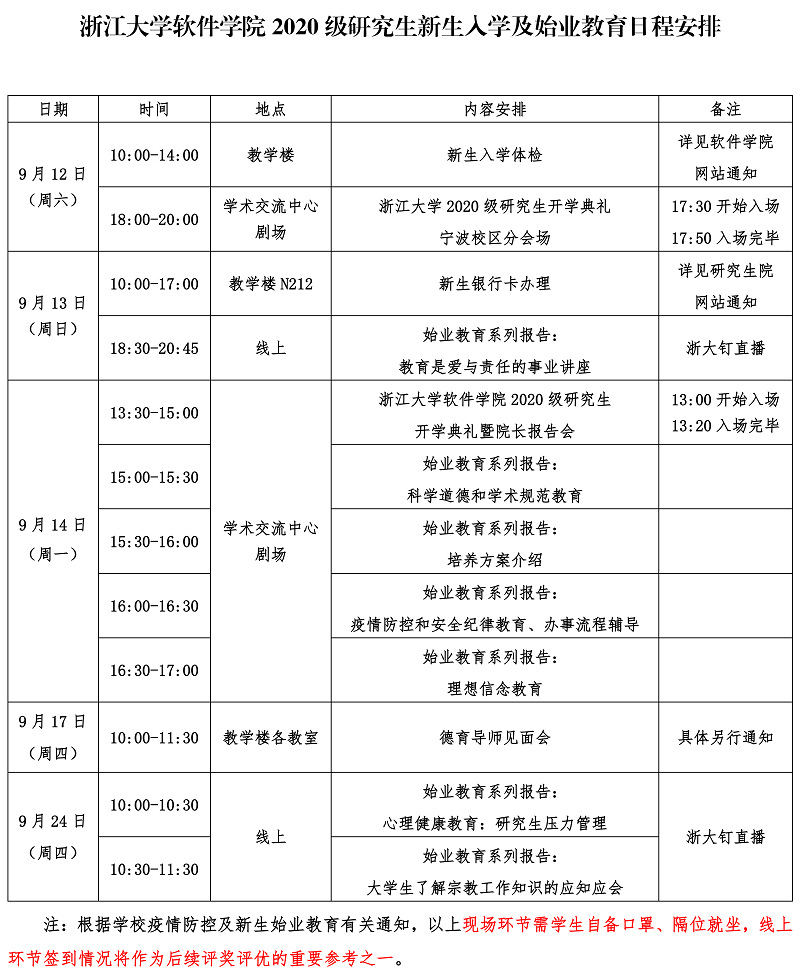 浙江大学软件学院 2020 级研究生新生入学及始业教育日程安排
日期 时间 地点 内容安排 备注
9 月 12 日
（周六）
10:00-14:00 教学楼 新生入学体检
详见软件学院
网站通知
18:00-20:00
学术交流中心
剧场
浙江大学 2020 级研究生开学典礼
宁波校区分会场
17:30 开始入场
17:50 入场完毕
9 月 13 日
（周日）
10:00-17:00 教学楼 N212 新生银行卡办理
详见研究生院
网站通知
18:30-20:45 线上
始业教育系列报告：
教育是爱与责任的事业讲座
浙大钉直播
9 月 14 日
（周一）
13:30-15:00
学术交流中心
剧场
浙江大学软件学院 2020 级研究生
开学典礼暨院长报告会
13:00 开始入场
13:20 入场完毕
15:00-15:30
始业教育系列报告：
科学道德和学术规范教育
15:30-16:00
始业教育系列报告：
培养方案介绍
16:00-16:30
始业教育系列报告：
疫情防控和安全纪律教育、办事流程辅导
16:30-17:00
始业教育系列报告：
理想信念教育
9 月 17 日
（周四）
10:00-11:30 教学楼各教室 德育导师见面会 具体另行通知
9 月 24 日
（周四）
10:00-10:30
线上
始业教育系列报告：
心理健康教育：研究生压力管理
浙大钉直播
10:30-11:30
始业教育系列报告：
大学生了解宗教工作知识的应知应会
注：根据学校疫情防控及新生始业教育有关通知，以上现场环节需学生自备口罩、隔位就坐，线上
环节签到情况将作为后续评奖评优的重要参考之一。